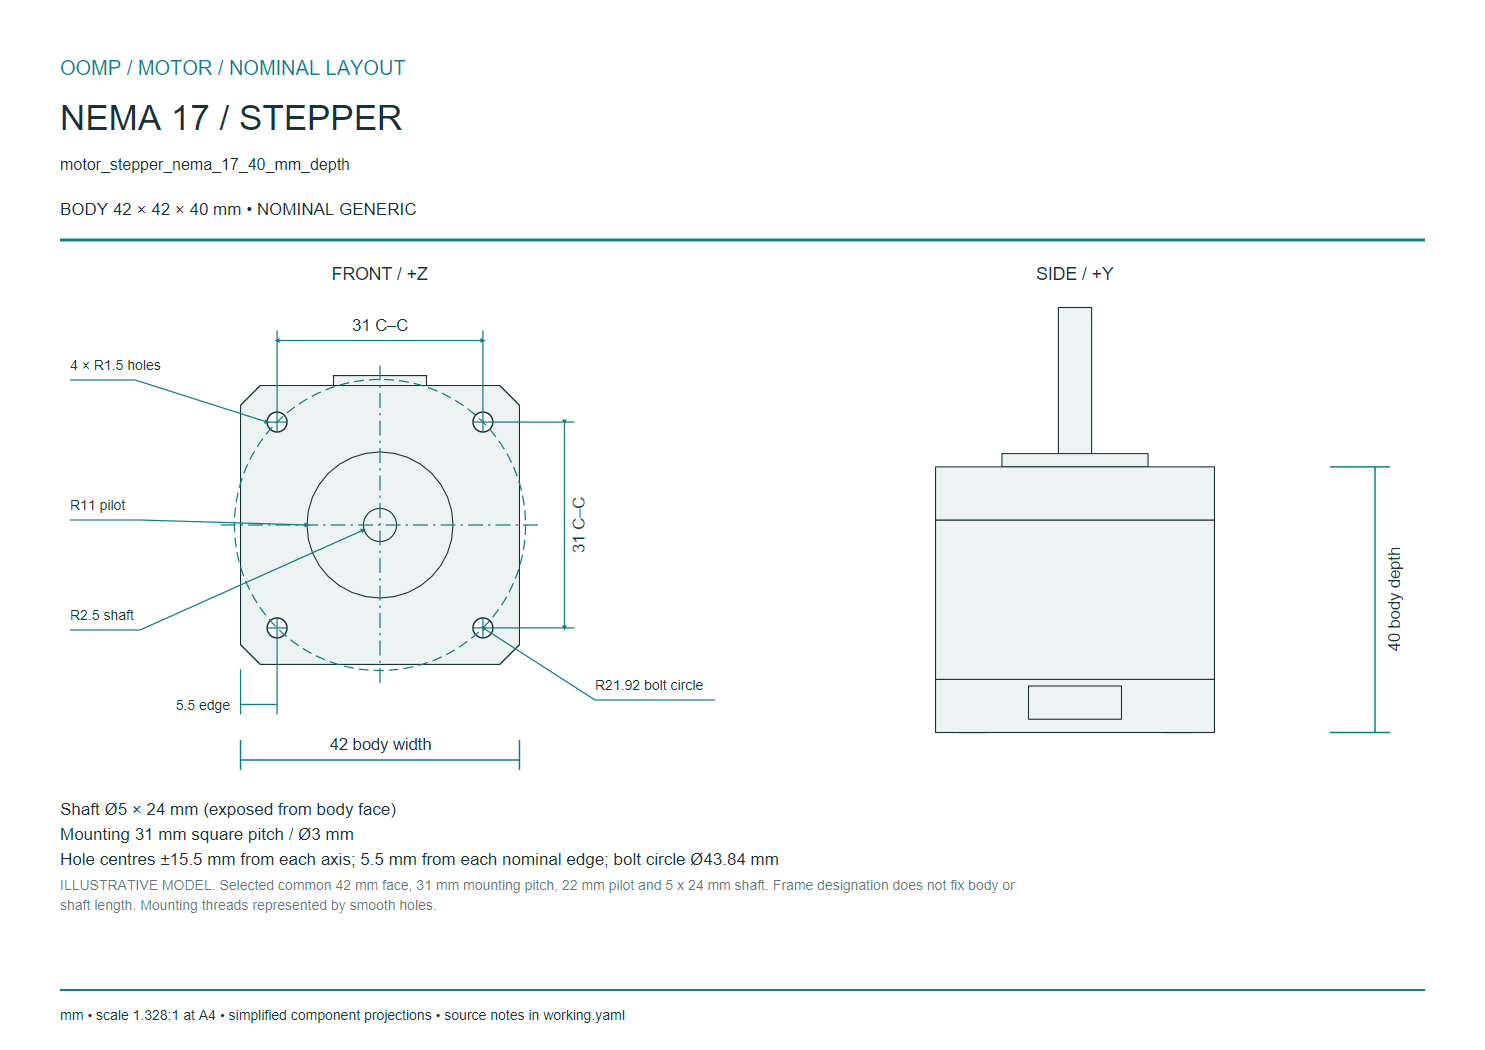 OOMP / MOTOR / NOMINAL LAYOUT
NEMA 17 / STEPPER
motor_stepper_nema_17_40_mm_depth
BODY 42 × 42 × 40 mm • NOMINAL GENERIC
FRONT / +Z
SIDE / +Y
31 C–C
4 × R1.5 holes
R11 pilot
31 C–C
R2.5 shaft
40 body depth
R21.92 bolt circle
5.5 edge
42 body width
Shaft Ø5 × 24 mm (exposed from body face)
Mounting 31 mm square pitch / Ø3 mm
Hole centres ±15.5 mm from each axis; 5.5 mm from each nominal edge; bolt circle Ø43.84 mm
ILLUSTRATIVE MODEL. Selected common 42 mm face, 31 mm mounting pitch, 22 mm pilot and 5 x 24 mm shaft. Frame designation does not fix body or
shaft length. Mounting threads represented by smooth holes.
mm • scale 1.328:1 at A4 • simplified component projections • source notes in working.yaml